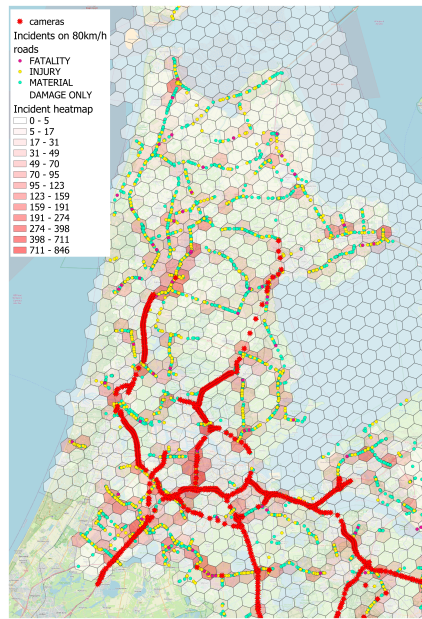 cameras
Incidents on 80km/h
roads
FATALITY
INJURY
MATERIAL
DAMAGE ONLY
Incident heatmap
0 - 5
5 - 17
17 - 31
31 - 49
49 - 70
70 - 95
95 - 123
123 - 159
159 - 191
191 - 274
274 - 398
398 - 711
711 - 846